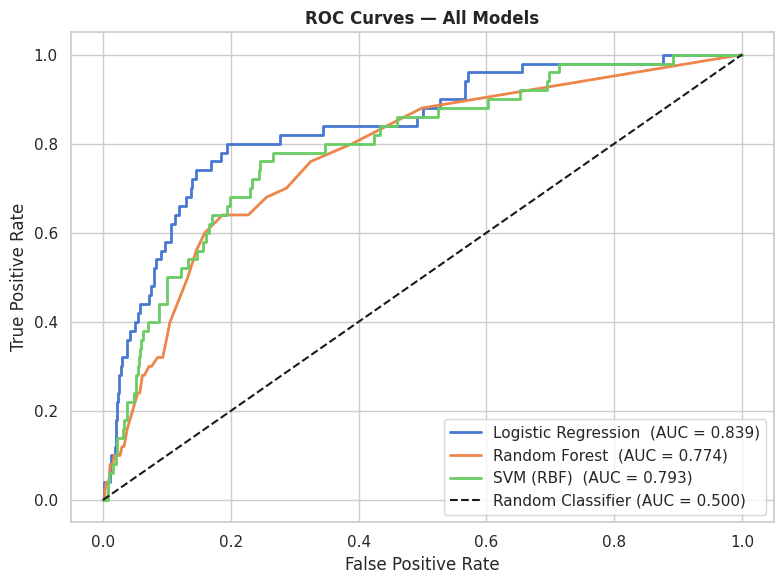 ROC Curves — All Models
True Positive Rate
1.0
0.8
0.6
0.4
0.2
0.0
0.0 0.2 0.4 0.6 0.8 1.0
False Positive Rate
Logistic Regression  (AUC = 0.839)
Random Forest  (AUC = 0.774)
SVM (RBF)  (AUC = 0.793)
Random Classifier (AUC = 0.500)